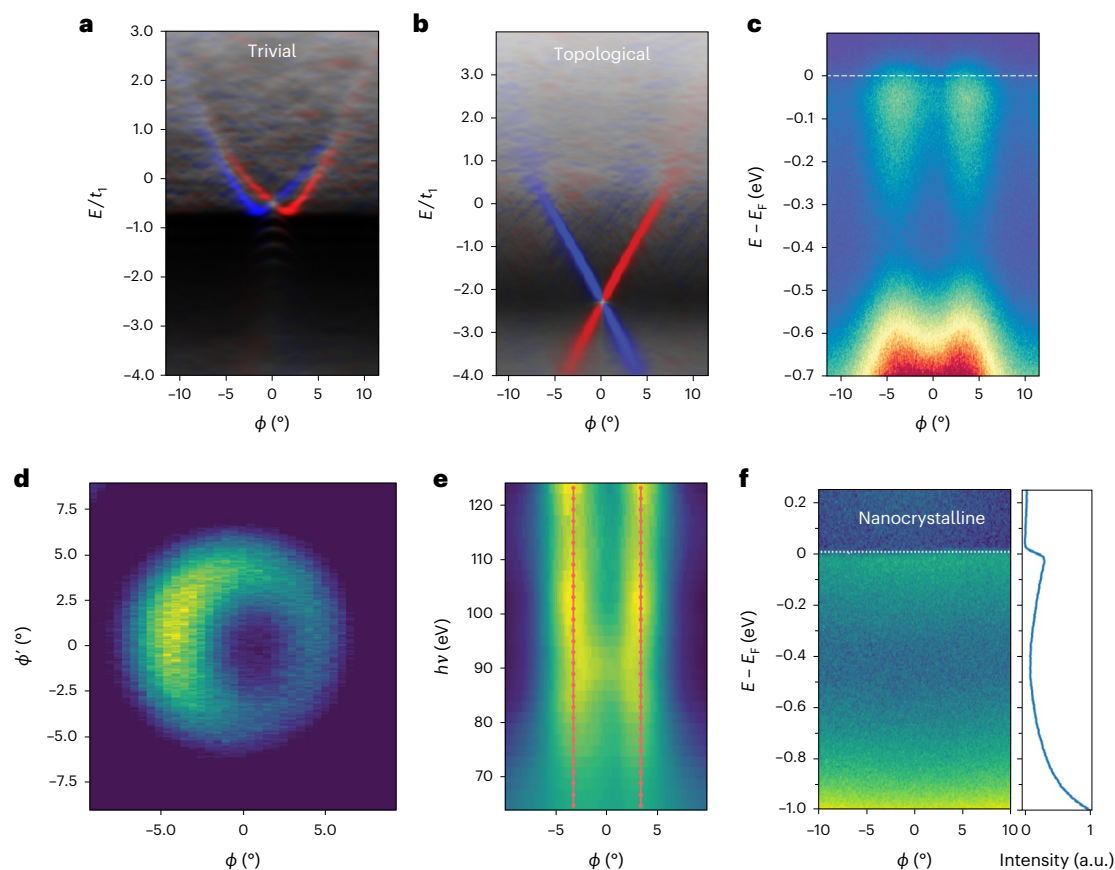 a
Trivial
3.0
2.0
1.0
0
–1.0
–2.0
–3.0
–4.0
E/t₁
–10 –5 0 5 10
ϕ (°)
b
Topological
3.0
2.0
1.0
0
–1.0
–2.0
–3.0
–4.0
E/t₁
–10 –5 0 5 10
ϕ (°)
c
0
–0.1
–0.2
–0.3
–0.4
–0.5
–0.6
–0.7
E – E_F (eV)
–10 –5 0 5 10
ϕ (°)
d
7.5
5.0
2.5
0
–2.5
–5.0
–7.5
ϕ′ (°)
–5.0 0 5.0
ϕ (°)
e
120
110
100
90
80
70
hν (eV)
–5 0 5
ϕ (°)
f
Nanocrystalline
0.2
0
–0.2
–0.4
–0.6
–0.8
–1.0
E – E_F (eV)
–10 –5 0 5 10
ϕ (°)
0 1
Intensity (a.u.)